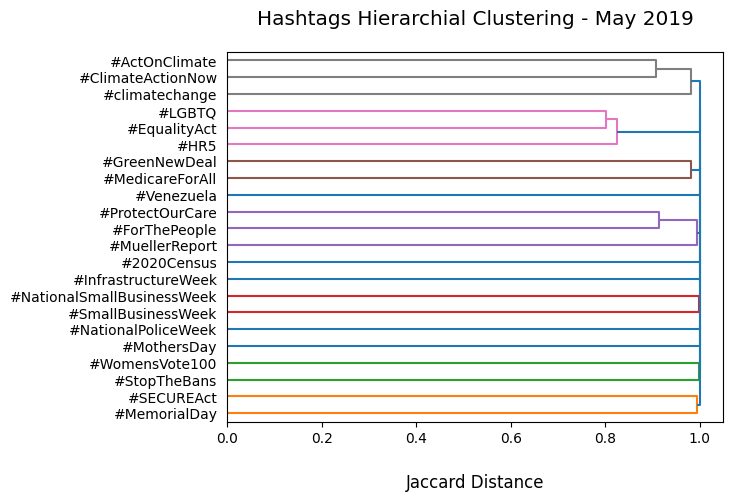 Hashtags Hierarchial Clustering - May 2019
#ActOnClimate
#ClimateActionNow
#climatechange
#LGBTQ
#EqualityAct
#HR5
#GreenNewDeal
#MedicareForAll
#Venezuela
#ProtectOurCare
#ForThePeople
#MuellerReport
#2020Census
#InfrastructureWeek
#NationalSmallBusinessWeek
#SmallBusinessWeek
#NationalPoliceWeek
#MothersDay
#WomensVote100
#StopTheBans
#SECUREAct
#MemorialDay
0.0 0.2 0.4 0.6 0.8 1.0
Jaccard Distance